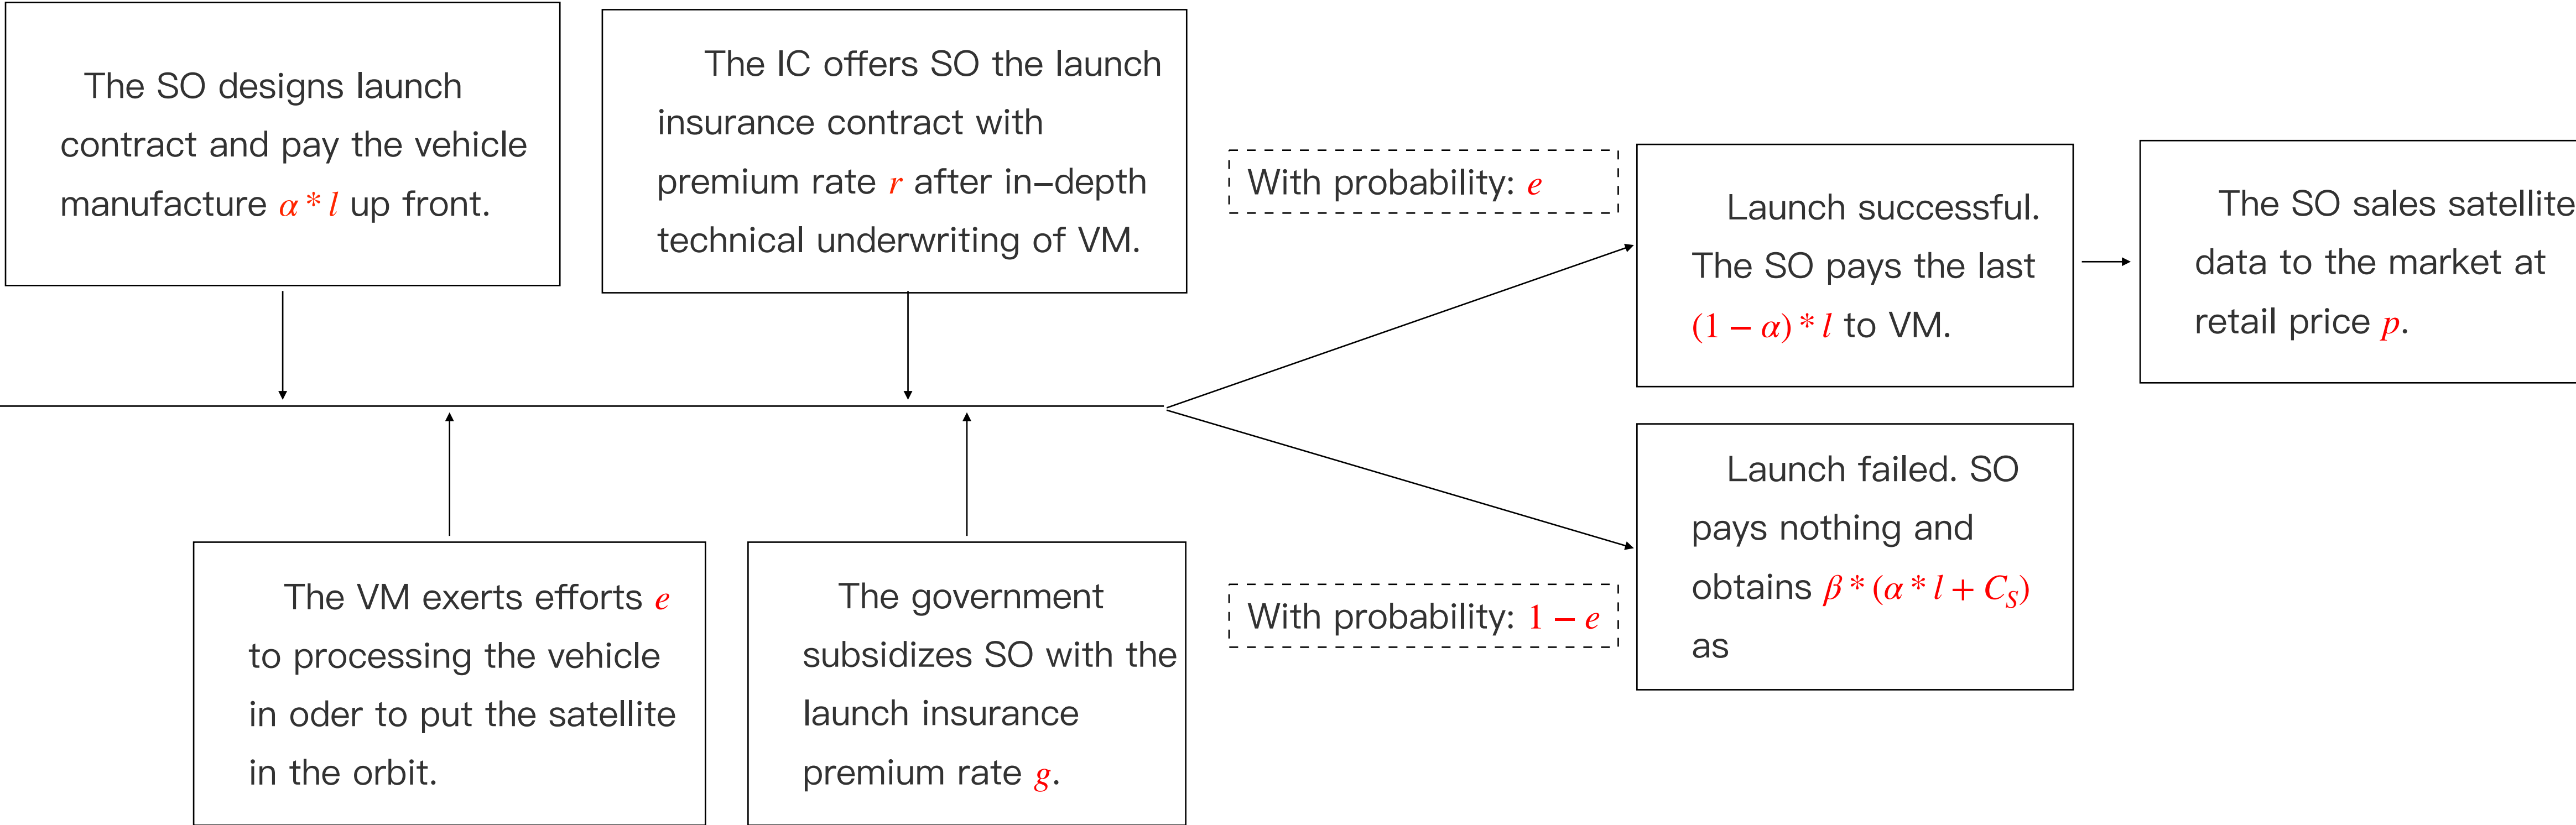 The SO designs launch
contract and pay the vehicle
manufacture α * l up front.
The IC offers SO the launch
insurance contract with
premium rate r after in–depth
technical underwriting of VM.
With probability: e
Launch successful.
The SO pays the last
(1 − α) * l to VM.
The SO sales satellite
data to the market at
retail price p.
The VM exerts efforts e
to processing the vehicle
in oder to put the satellite
in the orbit.
The government
subsidizes SO with the
launch insurance
premium rate g.
With probability: 1 − e
Launch failed. SO
pays nothing and
obtains β * (α * l + C_S)
as